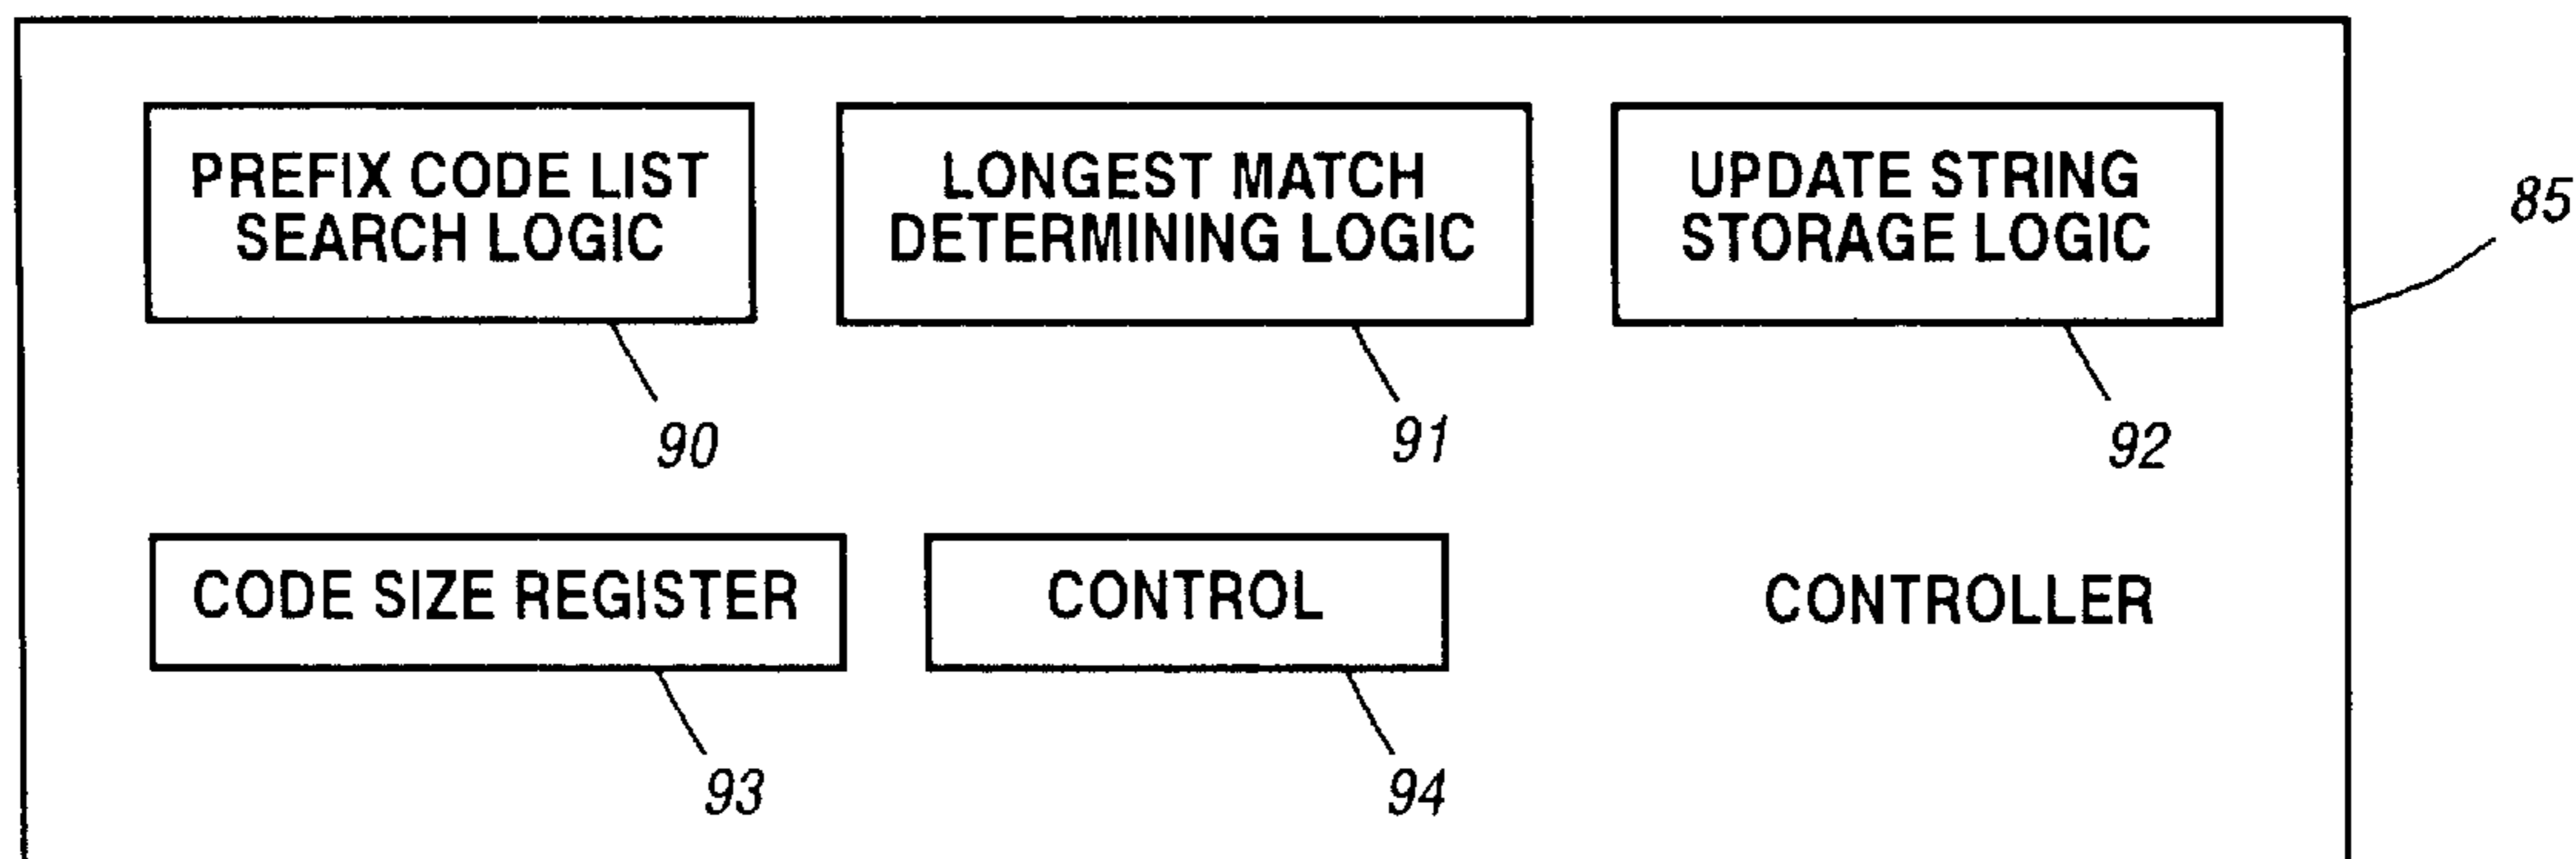 PREFIX CODE LIST
SEARCH LOGIC
LONGEST MATCH
DETERMINING LOGIC
UPDATE STRING
STORAGE LOGIC
85
90
91
92
CODE SIZE REGISTER
CONTROL
CONTROLLER
93
94